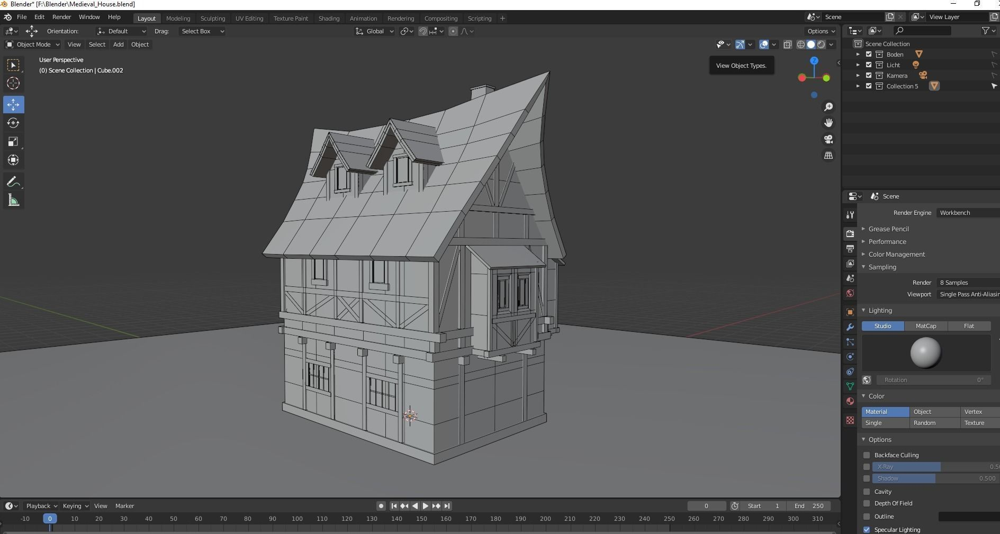 Blender* [F:\Blender\Medieval_House.blend]
File Edit Render Window Help Layout Modeling Sculpting UV Editing Texture Paint Shading Animation Rendering Compositing Scripting + Scene View Layer
Orientation: Default Drag: Select Box Global Options
Object Mode View Select Add Object
User Perspective
(0) Scene Collection | Cube.002
View Object Types.
Z
Scene Collection
Boden
Licht
Kamera
Collection 5
Scene
Render Engine Workbench
Grease Pencil
Performance
Color Management
Sampling
Render 8 Samples
Viewport Single Pass Anti-Aliasin
Lighting
Studio MatCap Flat
Rotation 0°
Color
Material Object Vertex
Single Random Texture
Options
Backface Culling
X-Ray 0.5
Shadow 0.500
Cavity
Depth Of Field
Outline
Specular Lighting
Playback Keying View Marker 0 Start 1 End 250
-10 0 10 20 30 40 50 60 70 80 90 100 110 120 130 140 150 160 170 180 190 200 210 220 230 240 250 260 270 280 290 300 310